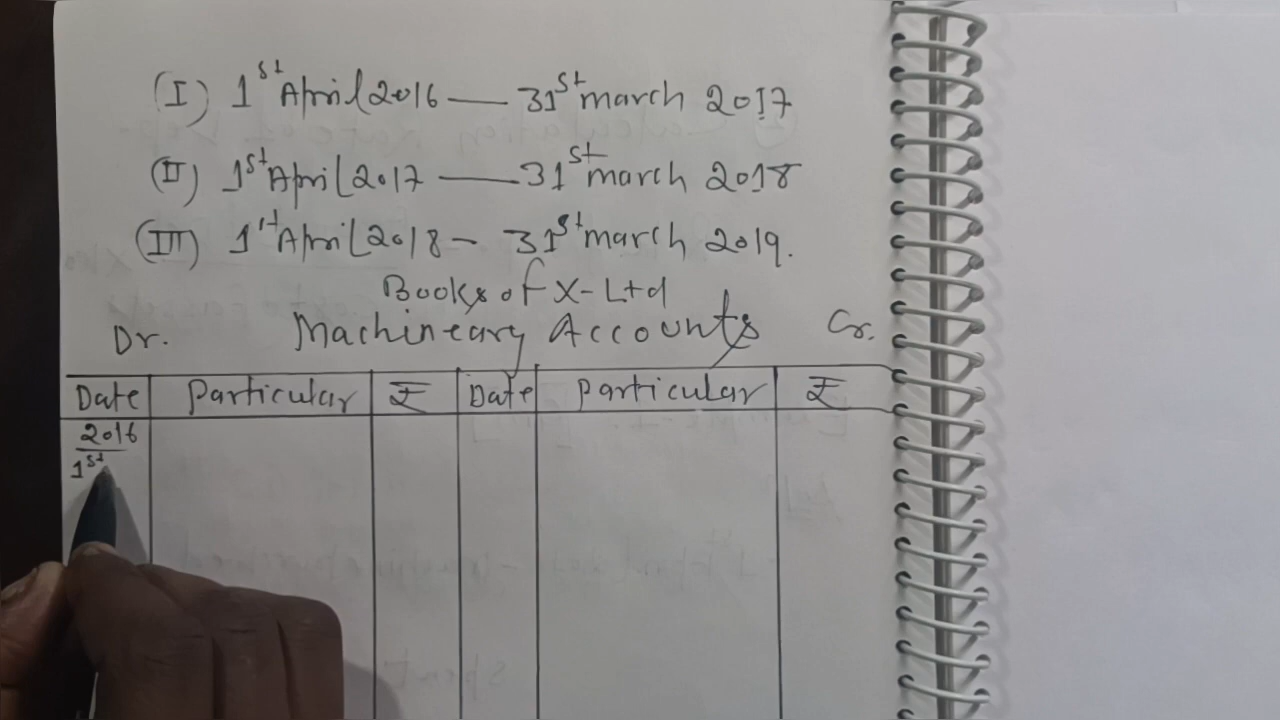 (I) 1st April 2016 — 31st march 2017
(II) 1st April 2017 — 31st march 2018
(III) 1st April 2018 - 31st march 2019.
Books of X-Ltd
Dr. Machineary Accounts Cr.
Date Particular ₹ Date Particular ₹
2016
1st